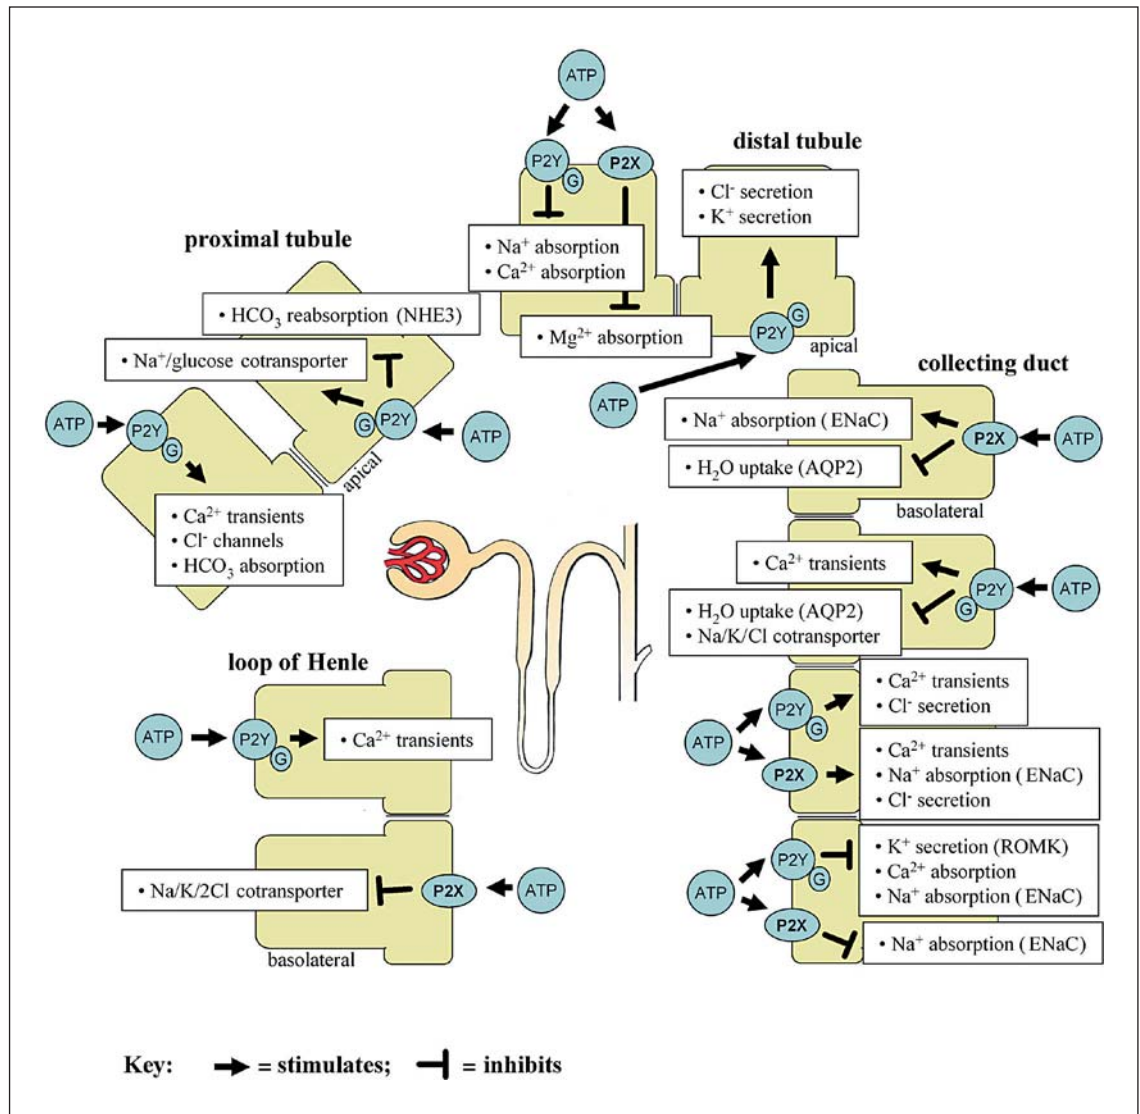 ATP
P2Y
G
P2X
distal tubule
• Na⁺ absorption
• Ca²⁺ absorption
• Mg²⁺ absorption
• Cl⁻ secretion
• K⁺ secretion
P2Y
G
apical
ATP
proximal tubule
• HCO₃ reabsorption (NHE3)
• Na⁺/glucose cotransporter
G
P2Y
ATP
apical
ATP
P2Y
G
• Ca²⁺ transients
• Cl⁻ channels
• HCO₃ absorption
collecting duct
• Na⁺ absorption (ENaC)
• H₂O uptake (AQP2)
P2X
ATP
basolateral
• Ca²⁺ transients
• H₂O uptake (AQP2)
• Na/K/Cl cotransporter
G
P2Y
ATP
ATP
P2Y
G
P2X
• Ca²⁺ transients
• Cl⁻ secretion
• Ca²⁺ transients
• Na⁺ absorption (ENaC)
• Cl⁻ secretion
ATP
P2Y
G
P2X
• K⁺ secretion (ROMK)
• Ca²⁺ absorption
• Na⁺ absorption (ENaC)
• Na⁺ absorption (ENaC)
loop of Henle
ATP
P2Y
G
• Ca²⁺ transients
• Na/K/2Cl cotransporter
P2X
ATP
basolateral
Key: = stimulates; = inhibits